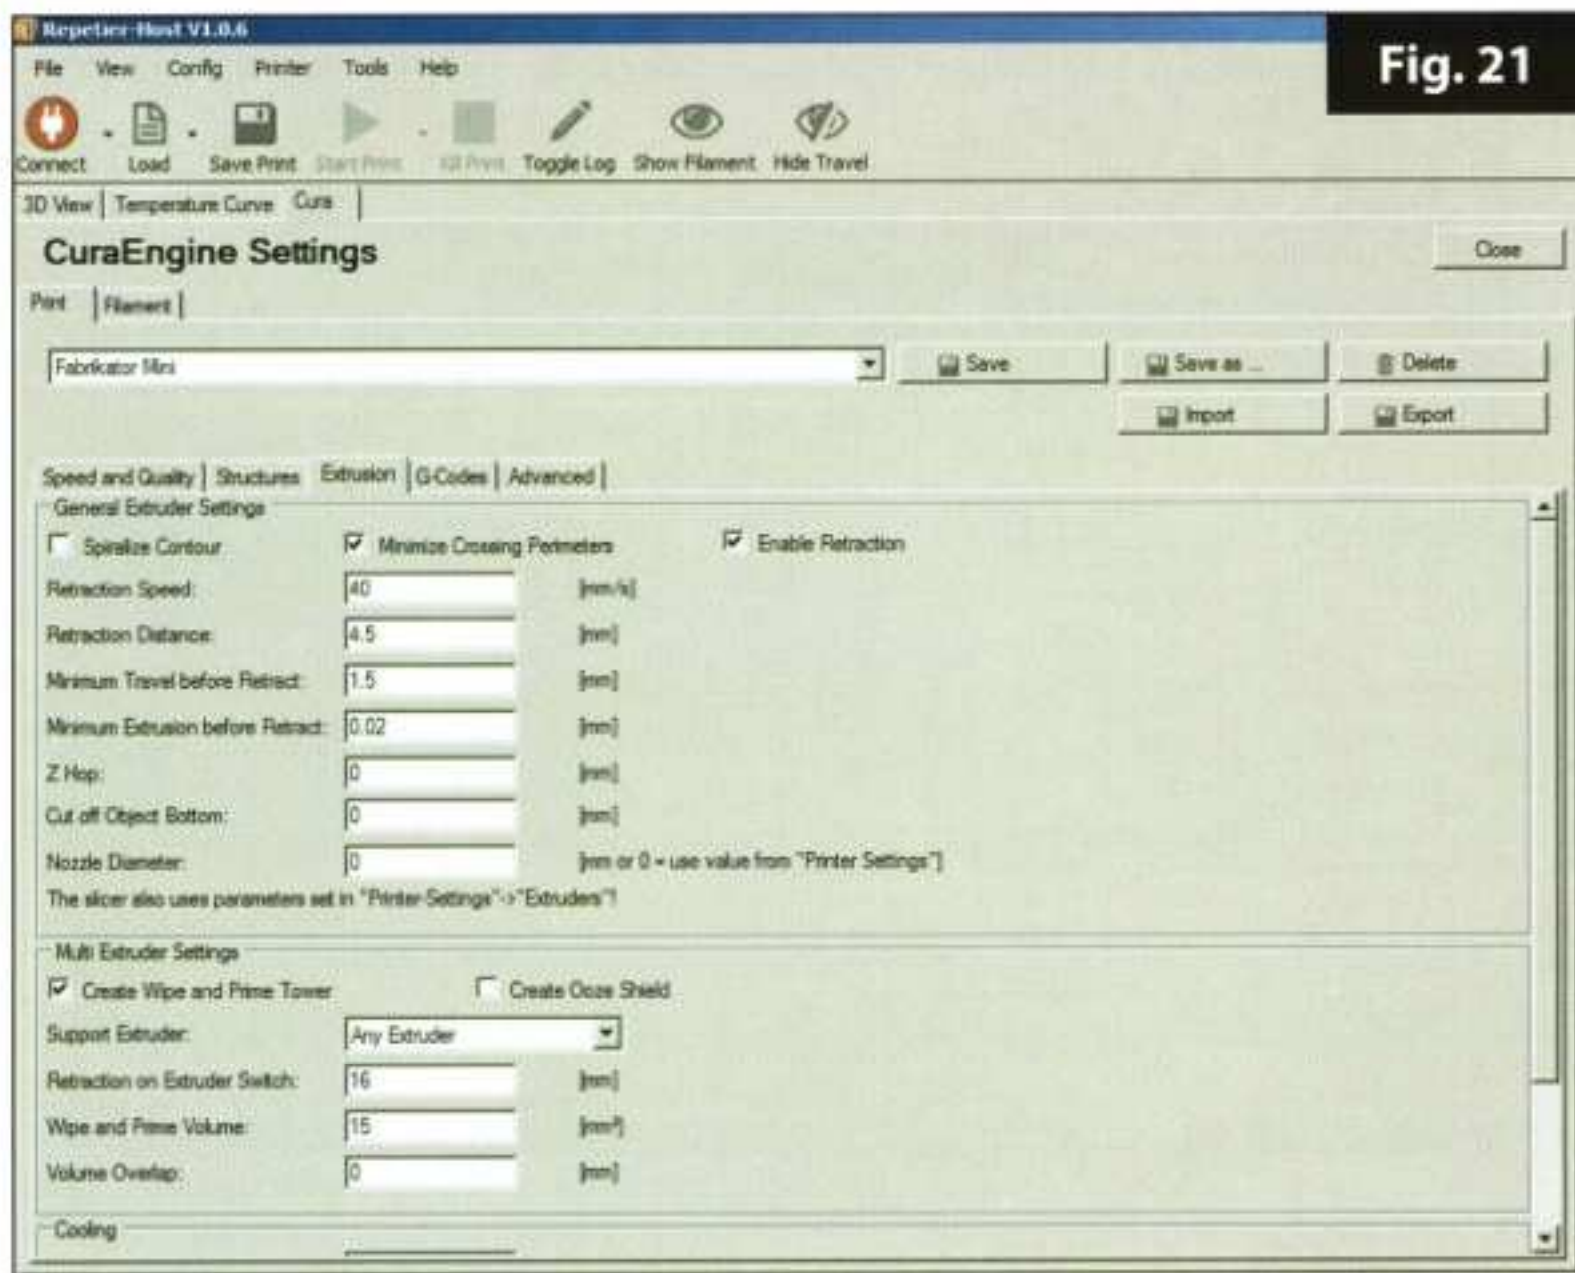 Repetier-Host V1.0.6
Fig. 21
File View Config Printer Tools Help
Connect Load Save Print Start Print Kill Print Toggle Log Show Filament Hide Travel
3D View Temperature Curve Cura
CuraEngine Settings
Close
Print Filament
Fabrikator Mini
Save Save as ... Delete
Import Export
Speed and Quality Structures Extrusion G-Codes Advanced
General Extruder Settings
Spiralize Contour Minimize Crossing Perimeters Enable Retraction
Retraction Speed: 40 [mm/s]
Retraction Distance: 4.5 [mm]
Minimum Travel before Retract: 1.5 [mm]
Minimum Extrusion before Retract: 0.02 [mm]
Z Hop: 0 [mm]
Cut off Object Bottom: 0 [mm]
Nozzle Diameter: 0 [mm or 0 = use value from "Printer Settings"]
The slicer also uses parameters set in "Printer-Settings"->"Extruders"!
Multi Extruder Settings
Create Wipe and Prime Tower Create Ooze Shield
Support Extruder: Any Extruder
Retraction on Extruder Switch: 16 [mm]
Wipe and Prime Volume: 15 [mm³]
Volume Overlap: 0 [mm]
Cooling